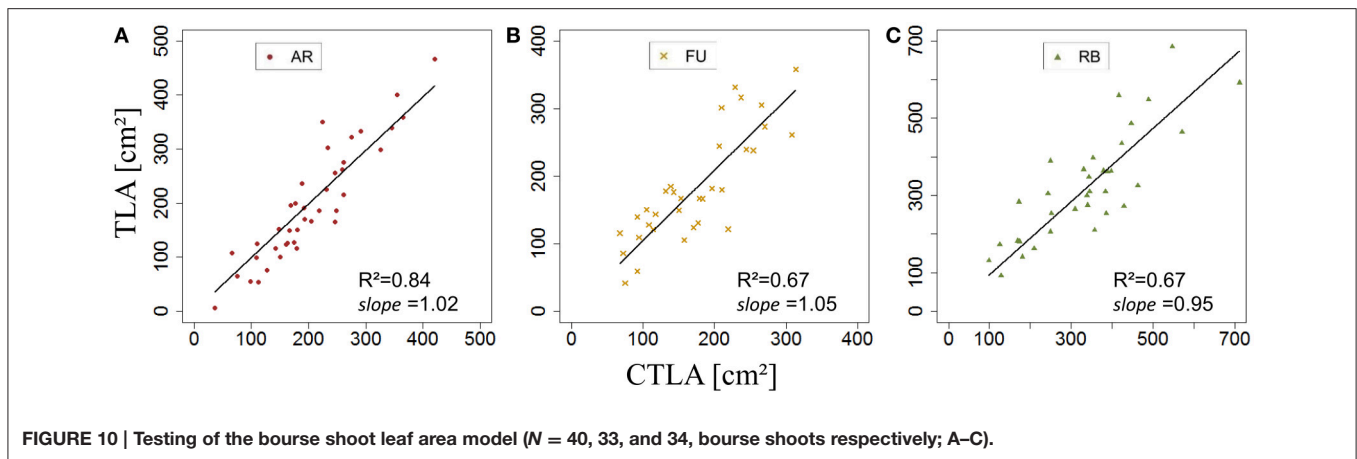 A
AR
500
400
300
200
100
0
TLA [cm²]
R²=0.84
slope =1.02
0 100 200 300 400 500
B
FU
400
300
200
100
0
R²=0.67
slope =1.05
0 100 200 300 400
C
RB
700
500
300
100
R²=0.67
slope =0.95
100 300 500 700
CTLA [cm²]
FIGURE 10 | Testing of the bourse shoot leaf area model (N = 40, 33, and 34, bourse shoots respectively; A–C).